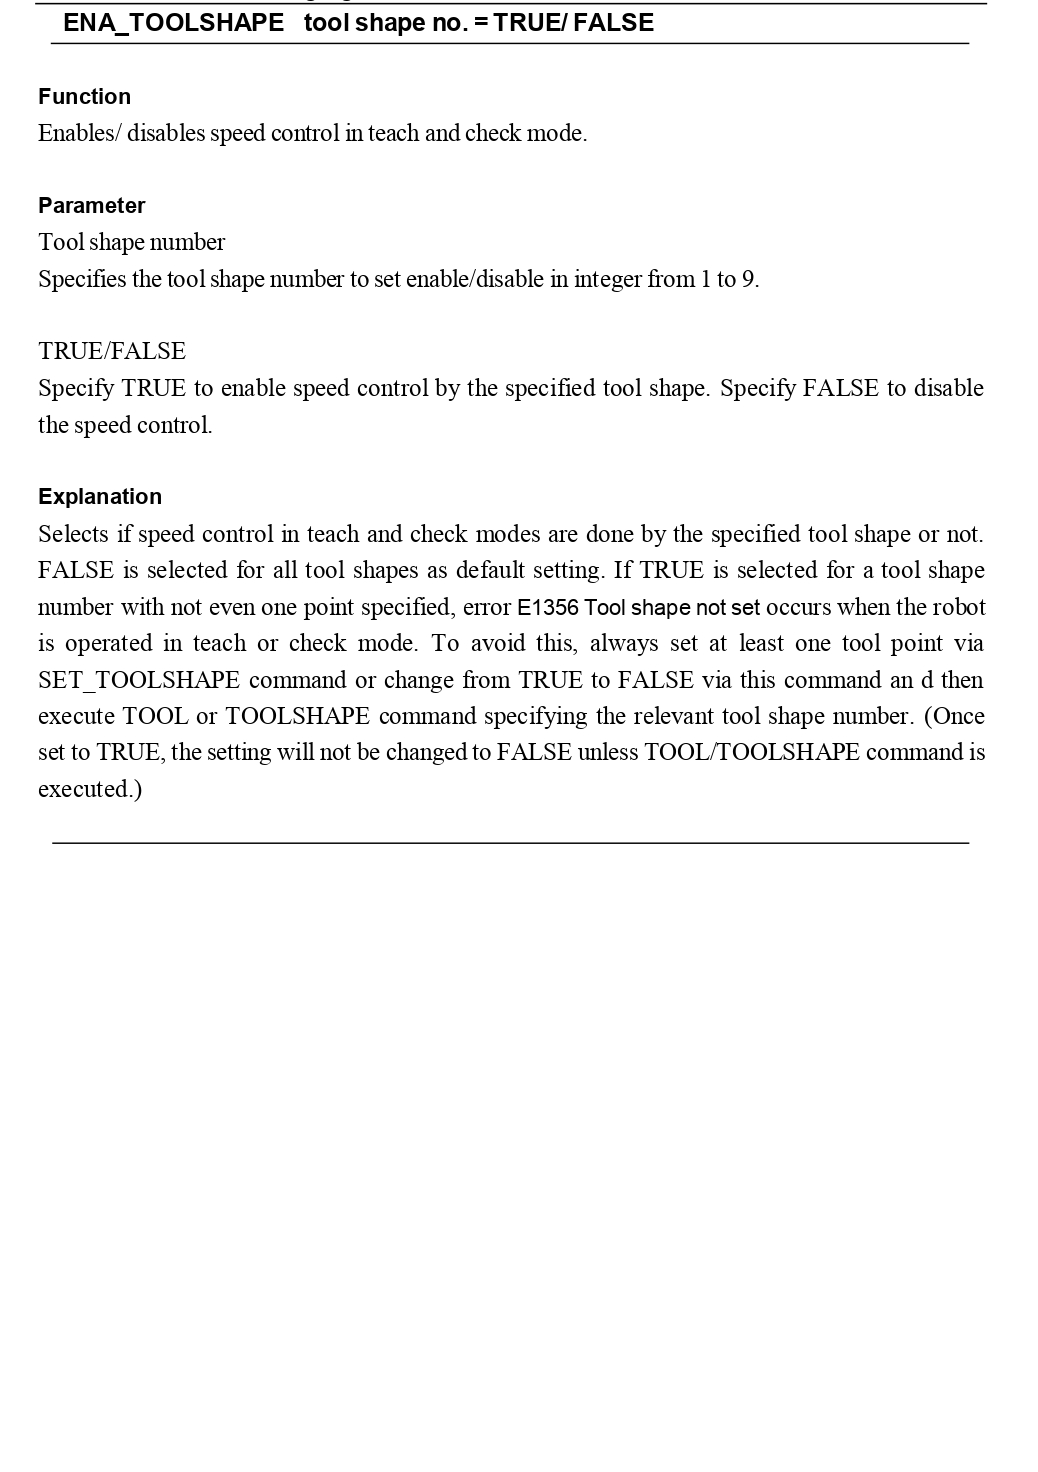 ENA_TOOLSHAPE tool shape no. = TRUE/ FALSE
Function
Enables/ disables speed control in teach and check mode.
Parameter
Tool shape number
Specifies the tool shape number to set enable/disable in integer from 1 to 9.
TRUE/FALSE
Specify TRUE to enable speed control by the specified tool shape. Specify FALSE to disable
the speed control.
Explanation
Selects if speed control in teach and check modes are done by the specified tool shape or not.
FALSE is selected for all tool shapes as default setting. If TRUE is selected for a tool shape
number with not even one point specified, error E1356 Tool shape not set occurs when the robot
is operated in teach or check mode. To avoid this, always set at least one tool point via
SET_TOOLSHAPE command or change from TRUE to FALSE via this command an d then
execute TOOL or TOOLSHAPE command specifying the relevant tool shape number. (Once
set to TRUE, the setting will not be changed to FALSE unless TOOL/TOOLSHAPE command is
executed.)